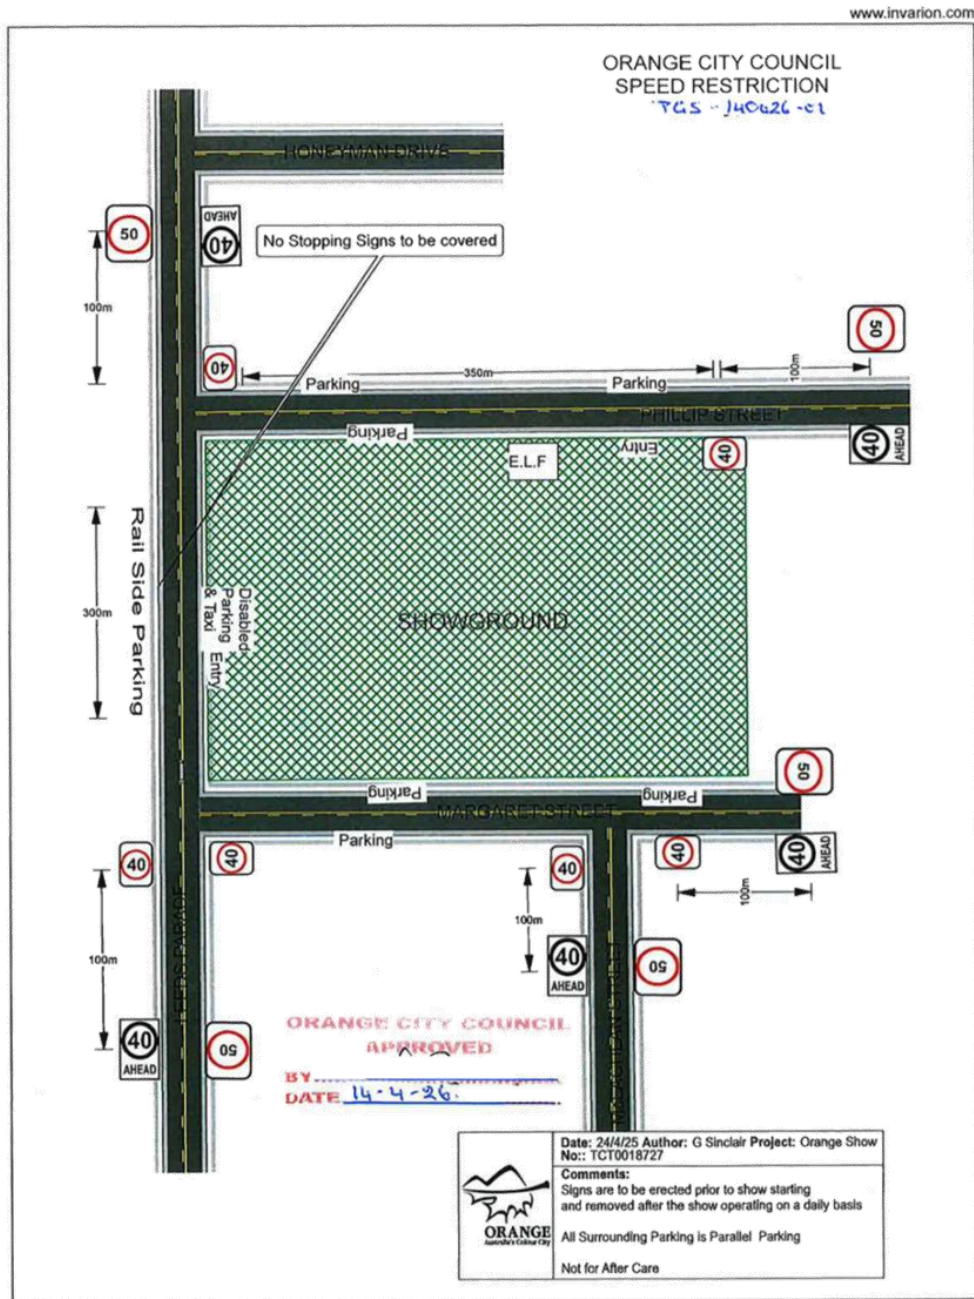 www.invarion.com
ORANGE CITY COUNCIL
SPEED RESTRICTION
TGS - 140426 - 01
HONEYMAN DRIVE
50
AHEAD
40
No Stopping Signs to be covered
100m
50
40
350m
100m
Parking
Parking
PHILLIP STREET
Parking
Entry
40
40
AHEAD
E.L.F
Rail Side Parking
300m
Disabled
Parking
& Taxi
Entry
SHOWGROUND
50
Parking
Parking
MARGARET STREET
Parking
40
40
40
40
40
AHEAD
100m
100m
100m
LEEDS PARADE
40
AHEAD
50
40
AHEAD
50
STREET
ORANGE CITY COUNCIL
APPROVED
BY
DATE 14-4-26.
Date: 24/4/25 Author: G Sinclair Project: Orange Show
No:: TCT0018727
Comments:
Signs are to be erected prior to show starting
and removed after the show operating on a daily basis
All Surrounding Parking is Parallel Parking
Not for After Care
ORANGE
Australia's Colour City